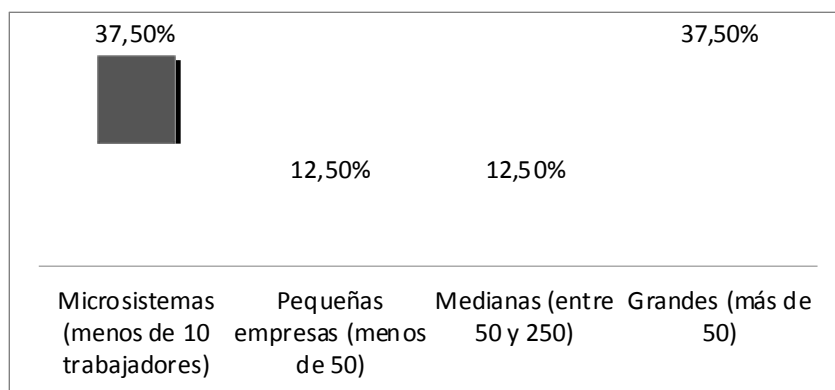 37,50%
37,50%
12,50%
12,50%
Microsistemas
(menos de 10
trabajadores)
Pequeñas
empresas (menos
de 50)
Medianas (entre
50 y 250)
Grandes (más de
50)